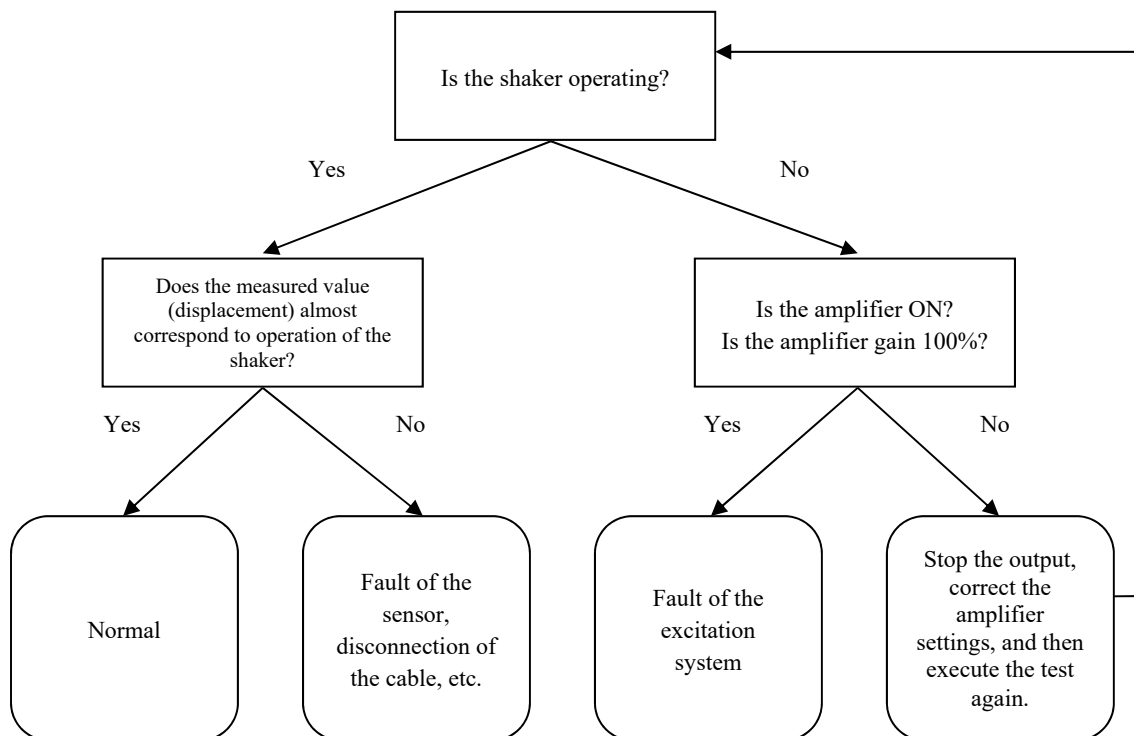 Is the shaker operating?
Yes
No
Does the measured value
(displacement) almost
correspond to operation of the
shaker?
Is the amplifier ON?
Is the amplifier gain 100%?
Yes
No
Yes
No
Normal
Fault of the
sensor,
disconnection of
the cable, etc.
Fault of the
excitation
system
Stop the output,
correct the
amplifier
settings, and then
execute the test
again.